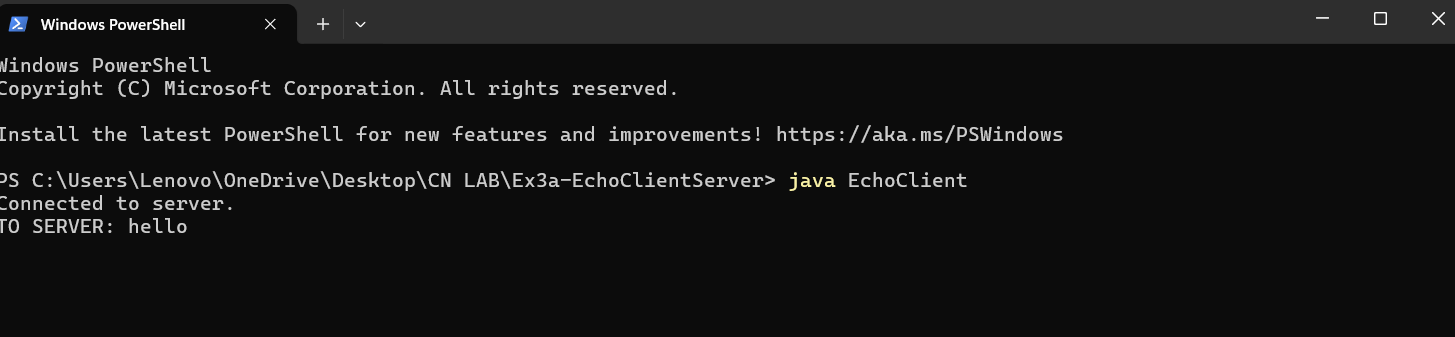 Windows PowerShell
Windows PowerShell
Copyright (C) Microsoft Corporation. All rights reserved.
Install the latest PowerShell for new features and improvements! https://aka.ms/PSWindows
PS C:\Users\Lenovo\OneDrive\Desktop\CN LAB\Ex3a-EchoClientServer> java EchoClient
Connected to server.
TO SERVER: hello